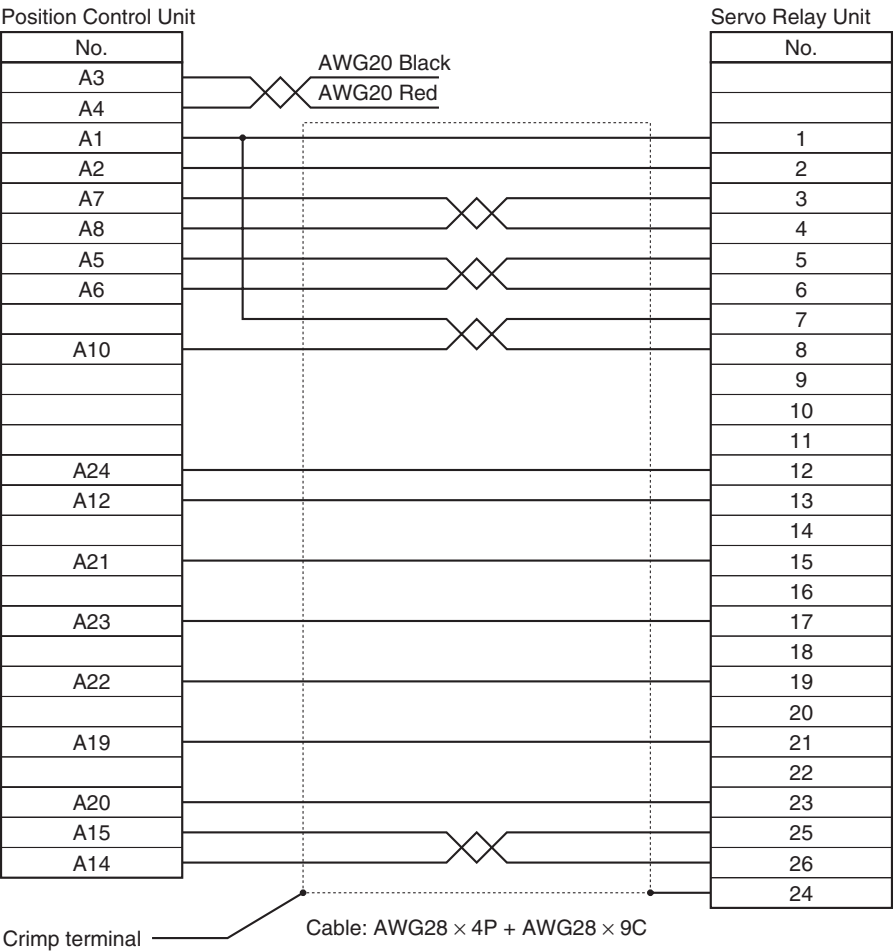 Position Control Unit Servo Relay Unit
No. No.
AWG20 Black
A3
AWG20 Red
A4
A1 1
A2 2
A7 3
A8 4
A5 5
A6 6
7
A10 8
9
10
11
A24 12
A12 13
14
A21 15
16
A23 17
18
A22 19
20
A19 21
22
A20 23
A15 25
A14 26
24
Cable: AWG28 × 4P + AWG28 × 9C
Crimp terminal